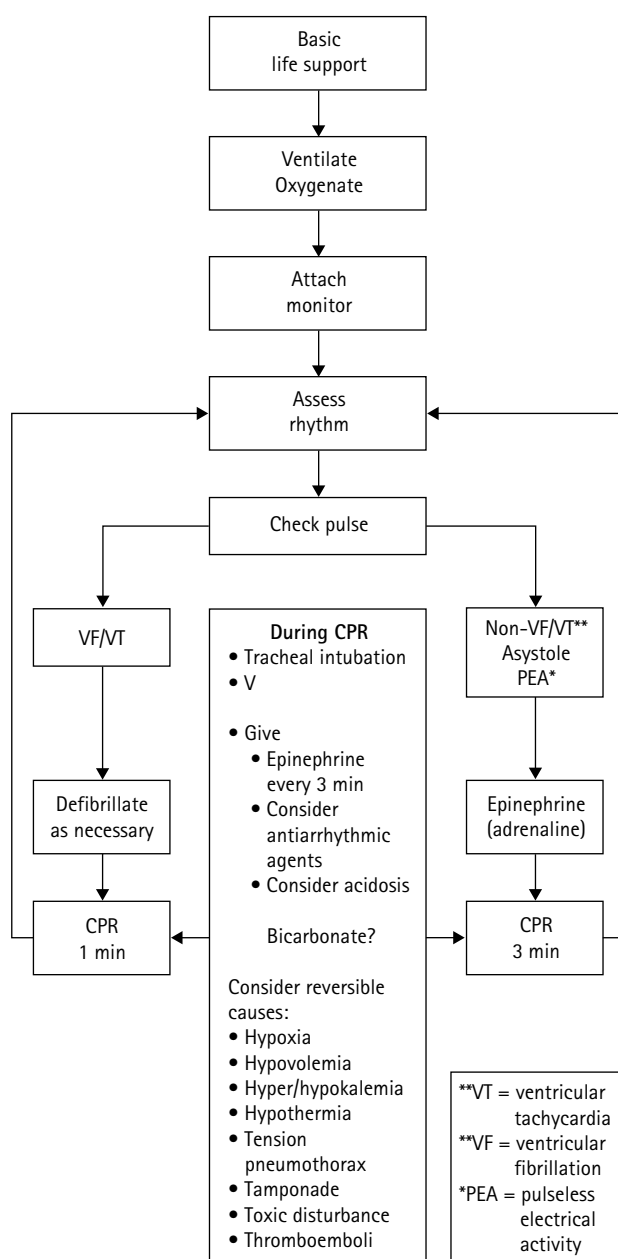 Basic
life support
Ventilate
Oxygenate
Attach
monitor
Assess
rhythm
Check pulse
VF/VT
Defibrillate
as necessary
CPR
1 min
During CPR
• Tracheal intubation
• V
• Give
• Epinephrine
every 3 min
• Consider
antiarrhythmic
agents
• Consider acidosis
Bicarbonate?
Consider reversible
causes:
• Hypoxia
• Hypovolemia
• Hyper/hypokalemia
• Hypothermia
• Tension
pneumothorax
• Tamponade
• Toxic disturbance
• Thromboemboli
Non-VF/VT**
Asystole
PEA*
Epinephrine
(adrenaline)
CPR
3 min
**VT = ventricular
tachycardia
**VF = ventricular
fibrillation
*PEA = pulseless
electrical
activity